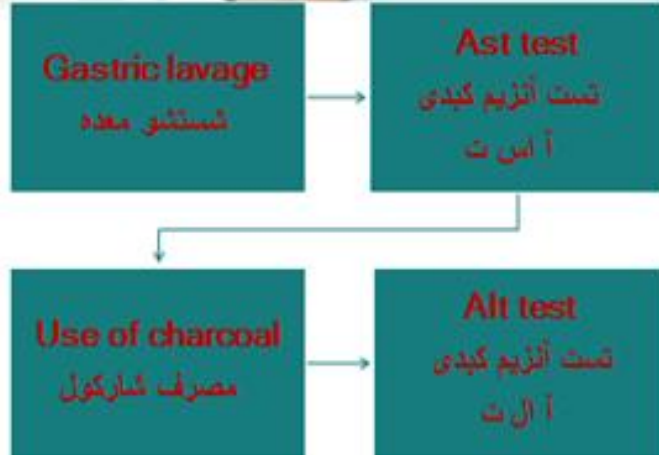 Gastric lavage
شستشو معده
Ast test
تست آنزیم کبدی
آ اس ت
Use of charcoal
مصرف شارکول
Alt test
تست آنزیم کبدی
آ ال ت